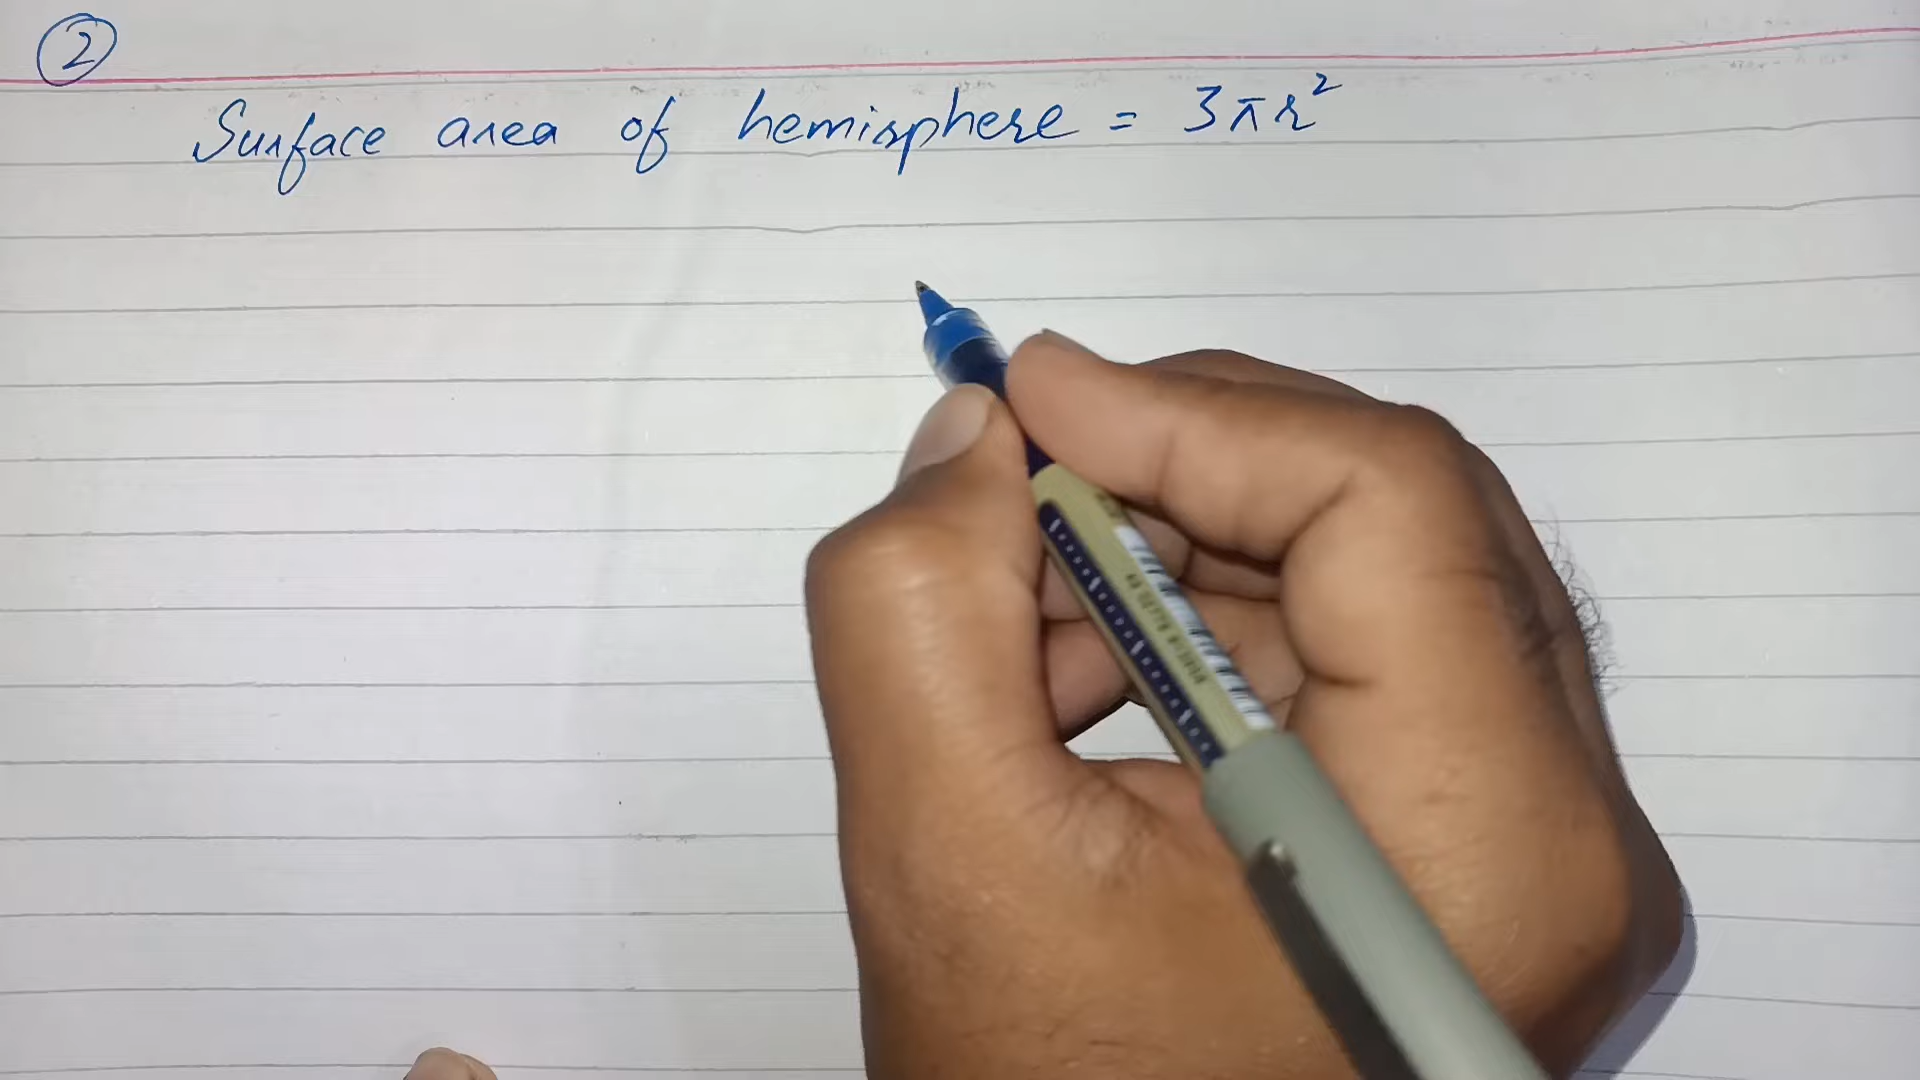 2
Surface area of hemisphere = 3πr²